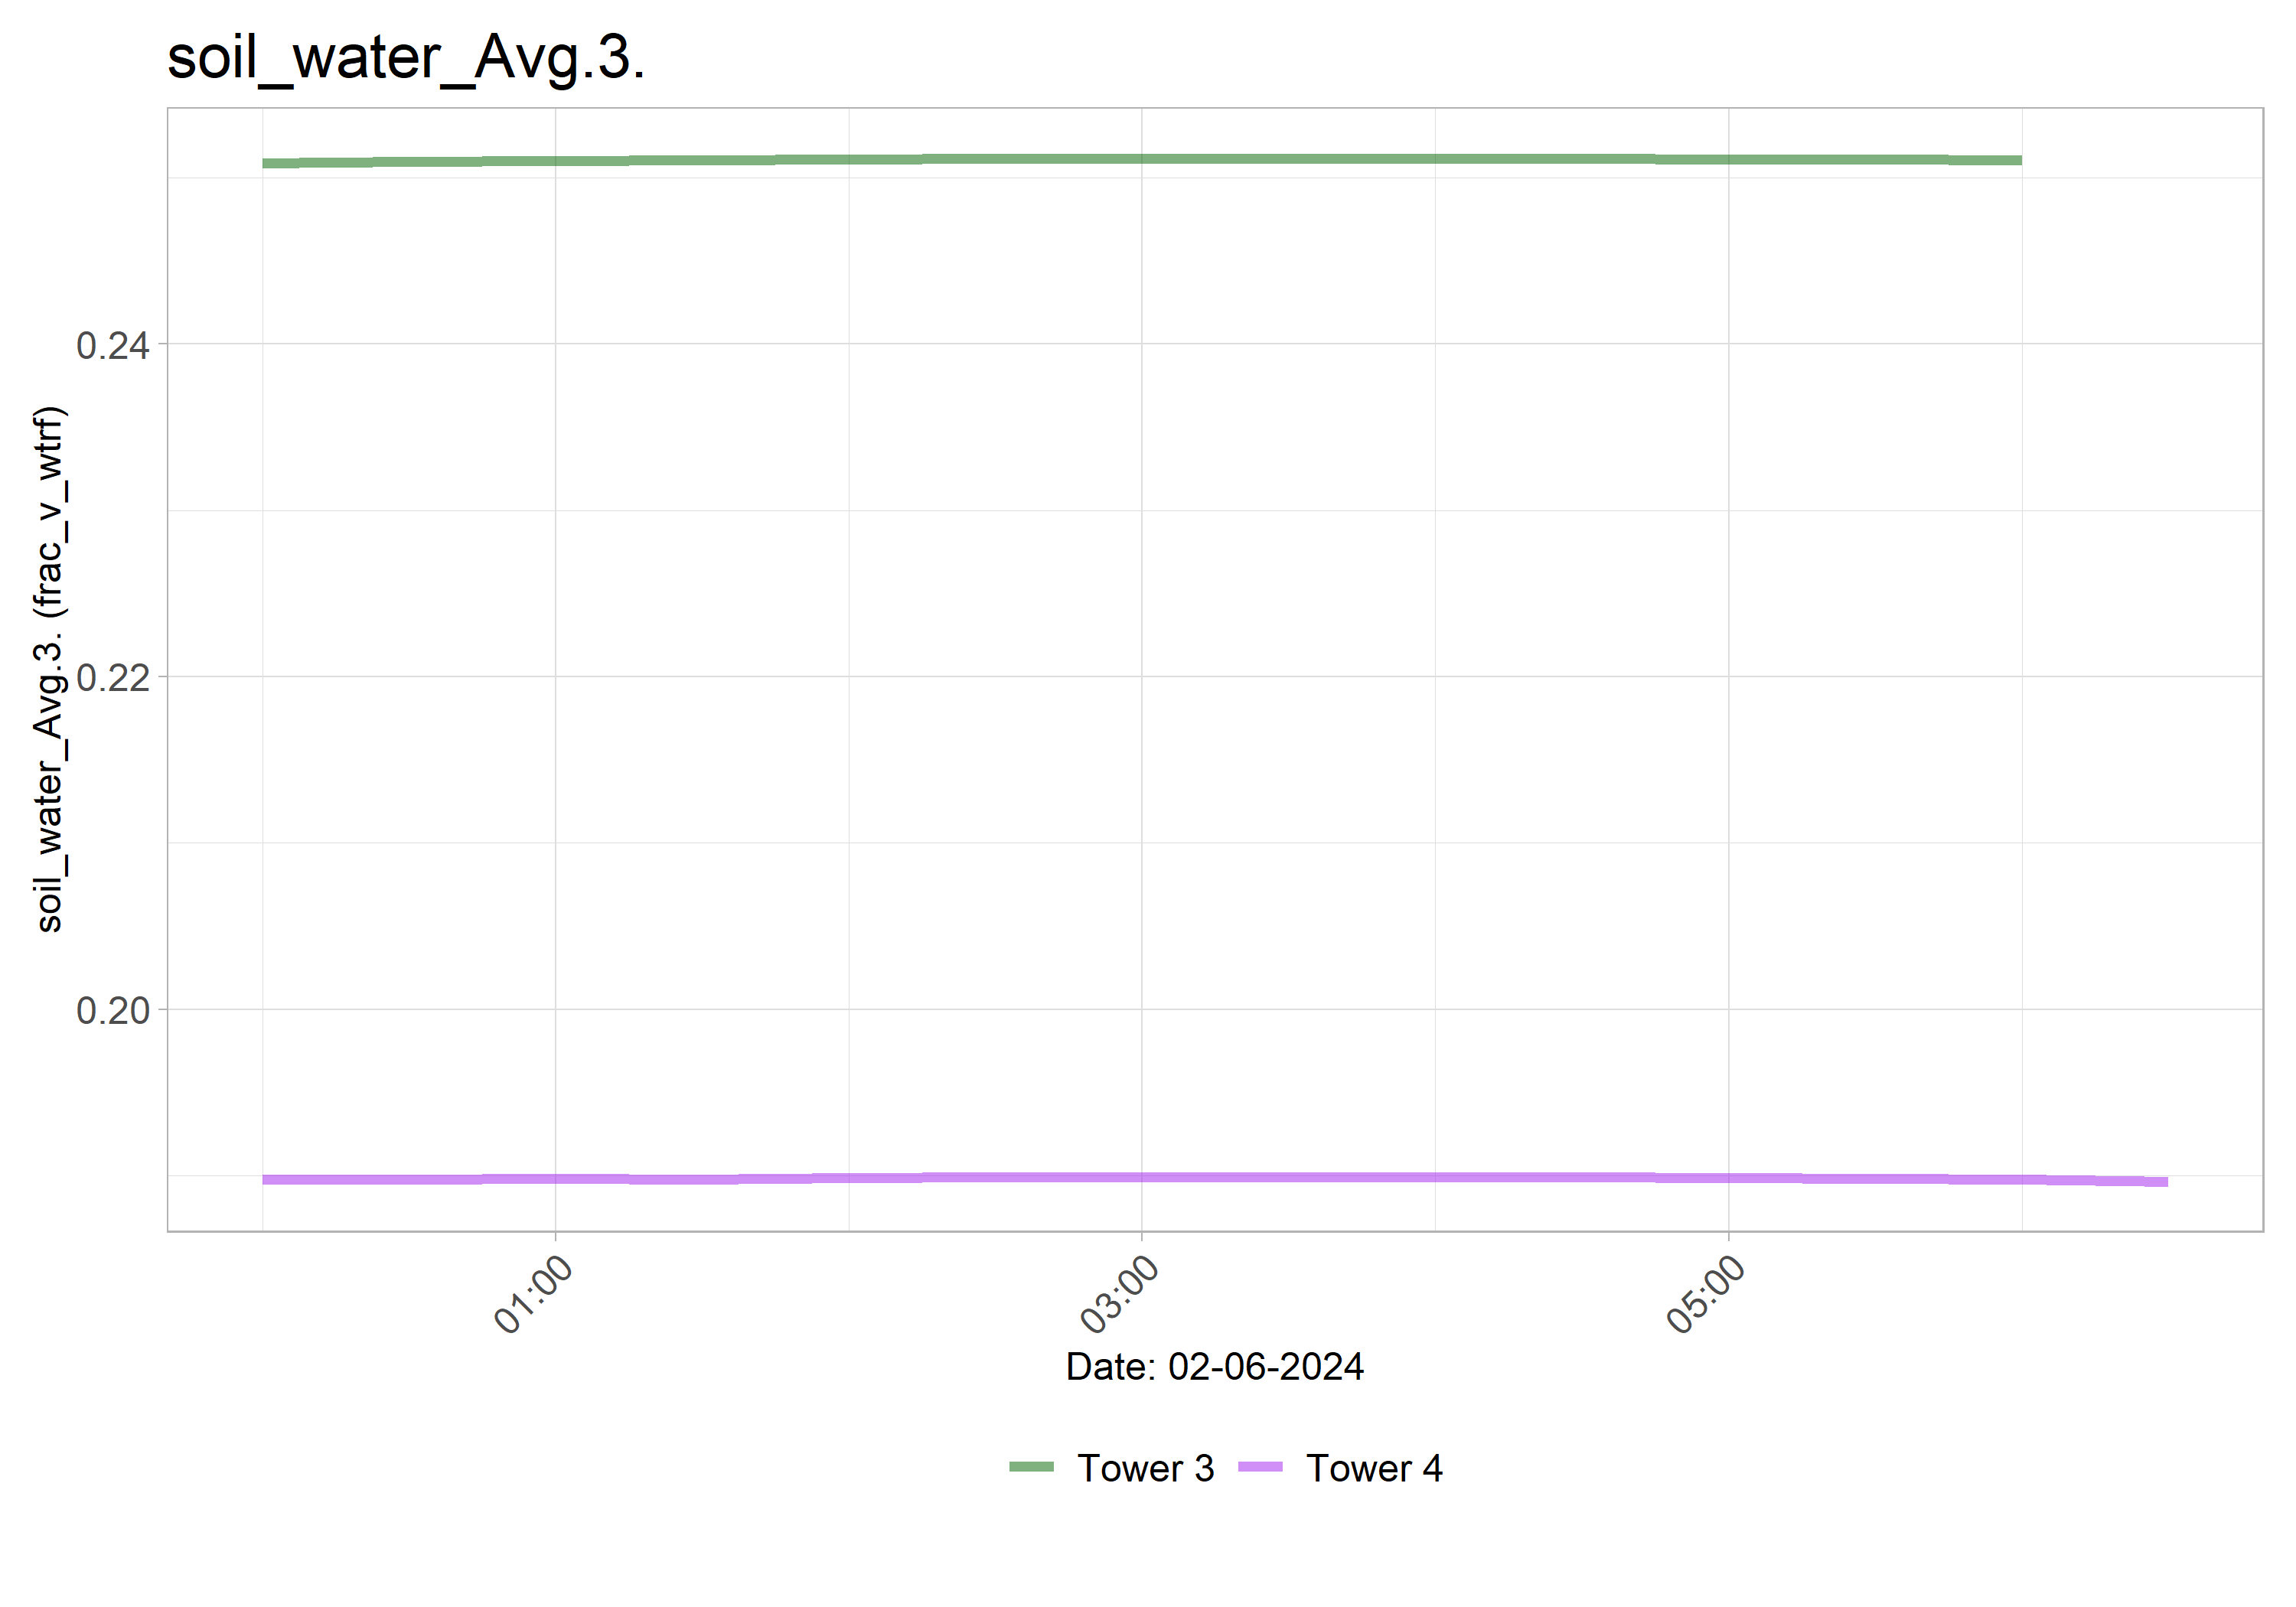 soil_water_Avg.3.
soil_water_Avg.3. (frac_v_wtrf)
0.24
0.22
0.20
01:00
03:00
05:00
Date: 02-06-2024
Tower 3
Tower 4